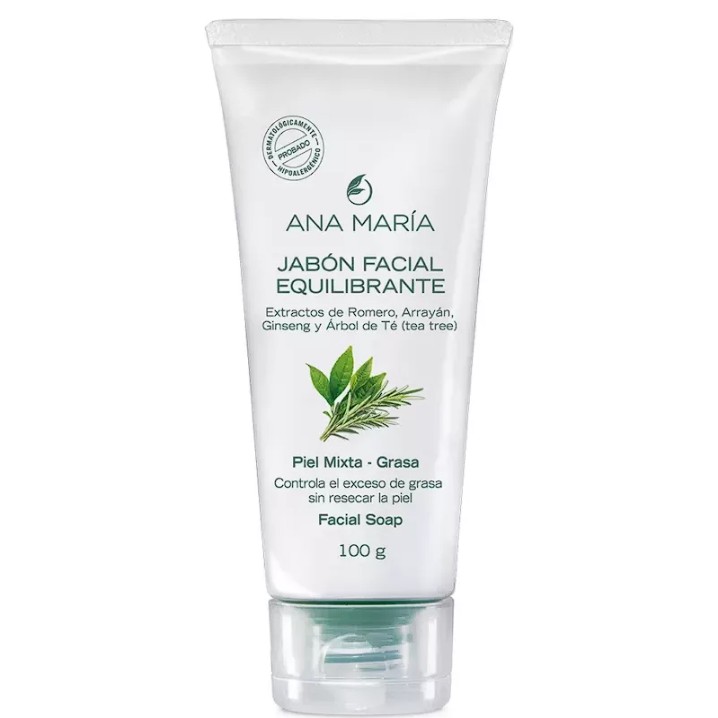 DERMATOLÓGICAMENTE
PROBADO
HIPOALERGÉNICO
ANA MARÍA
JABÓN FACIAL
EQUILIBRANTE
Extractos de Romero, Arrayán,
Ginseng y Árbol de Té (tea tree)
Piel Mixta - Grasa
Controla el exceso de grasa
sin resecar la piel
Facial Soap
100 g